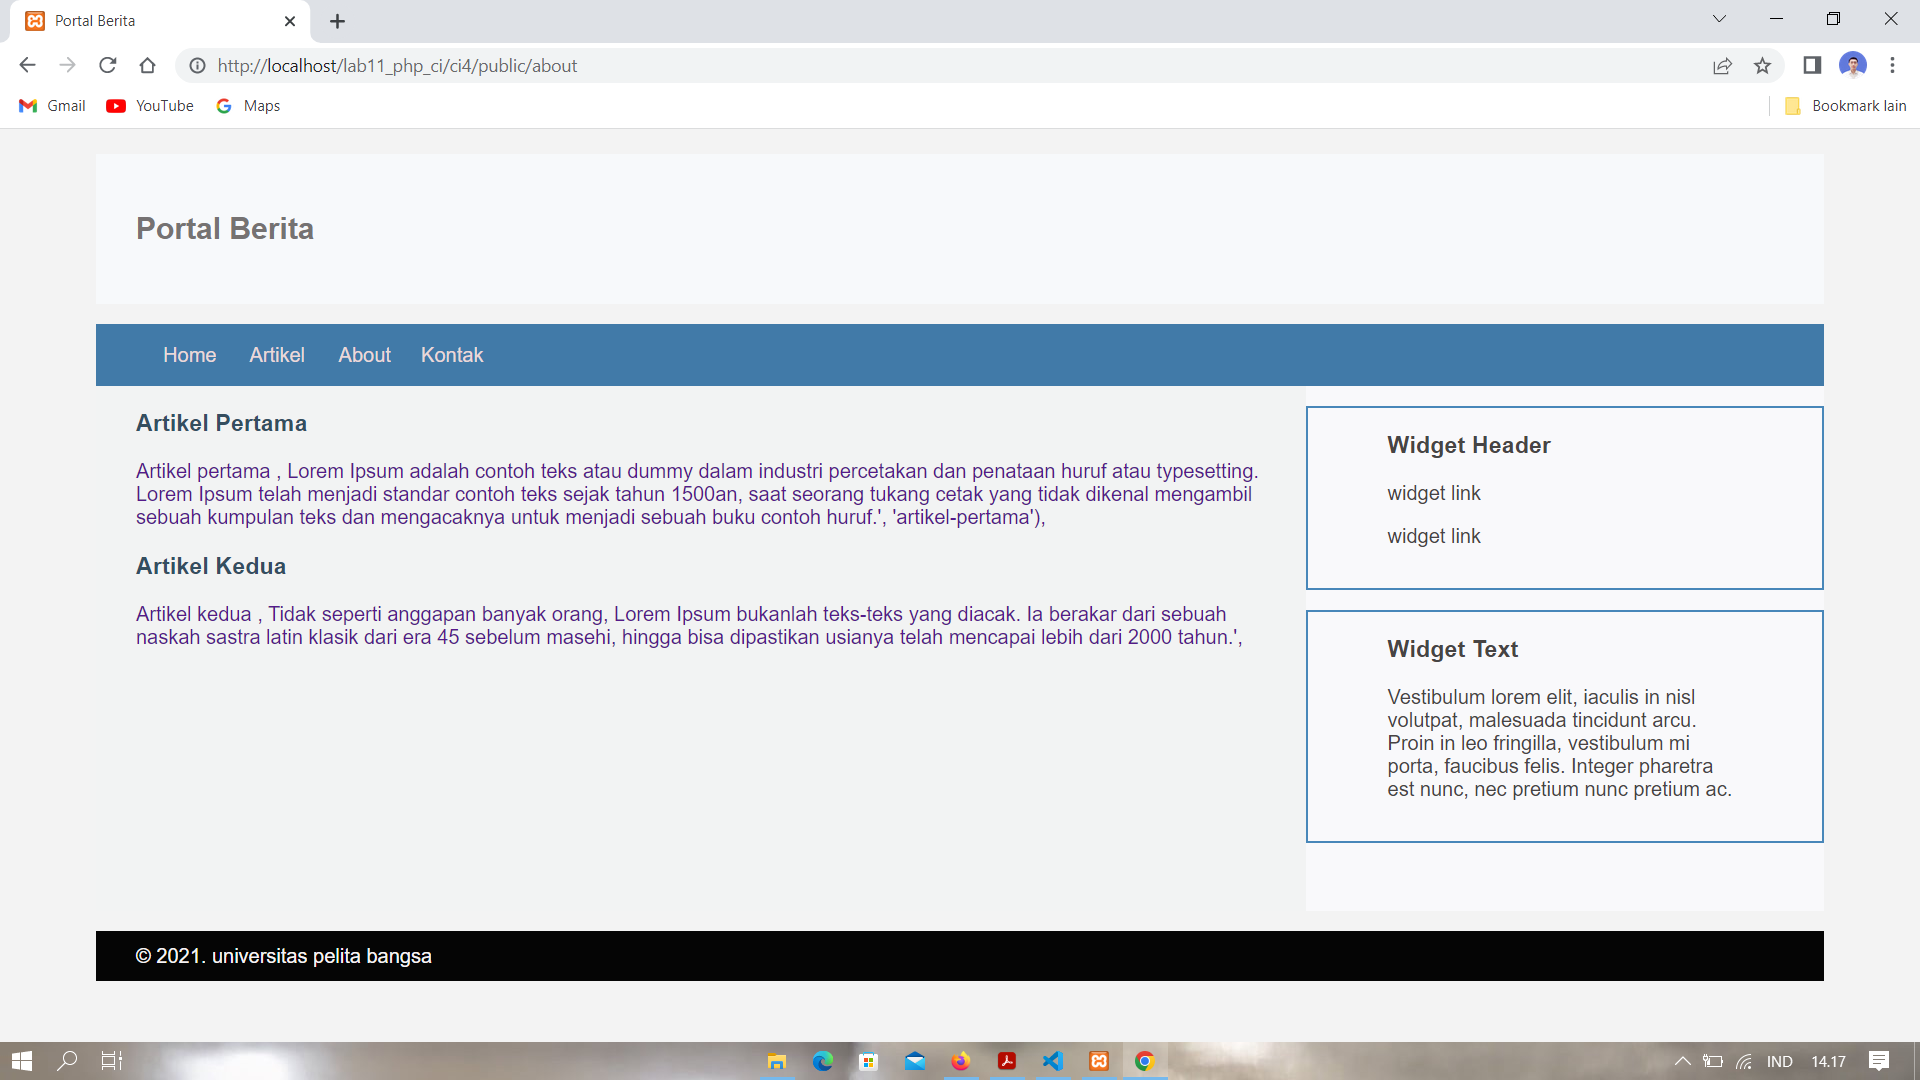 Portal Berita
http://localhost/lab11_php_ci/ci4/public/about
Gmail YouTube Maps Bookmark lain
Portal Berita
Home Artikel About Kontak
Artikel Pertama
Artikel pertama , Lorem Ipsum adalah contoh teks atau dummy dalam industri percetakan dan penataan huruf atau typesetting.
Lorem Ipsum telah menjadi standar contoh teks sejak tahun 1500an, saat seorang tukang cetak yang tidak dikenal mengambil
sebuah kumpulan teks dan mengacaknya untuk menjadi sebuah buku contoh huruf.', 'artikel-pertama'),
Artikel Kedua
Artikel kedua , Tidak seperti anggapan banyak orang, Lorem Ipsum bukanlah teks-teks yang diacak. Ia berakar dari sebuah
naskah sastra latin klasik dari era 45 sebelum masehi, hingga bisa dipastikan usianya telah mencapai lebih dari 2000 tahun.',
Widget Header
widget link
widget link
Widget Text
Vestibulum lorem elit, iaculis in nisl
volutpat, malesuada tincidunt arcu.
Proin in leo fringilla, vestibulum mi
porta, faucibus felis. Integer pharetra
est nunc, nec pretium nunc pretium ac.
© 2021. universitas pelita bangsa
IND 14.17